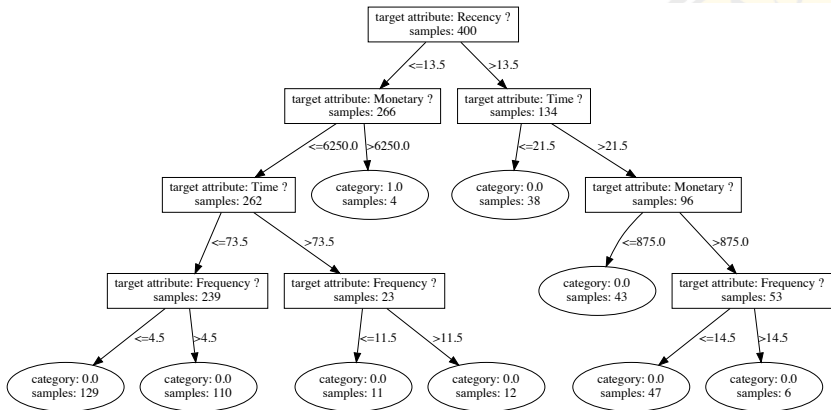 target attribute: Recency ?
samples: 400
<=13.5
>13.5
target attribute: Monetary ?
samples: 266
target attribute: Time ?
samples: 134
<=6250.0
>6250.0
<=21.5
>21.5
target attribute: Time ?
samples: 262
category: 1.0
samples: 4
category: 0.0
samples: 38
target attribute: Monetary ?
samples: 96
<=73.5
>73.5
<=875.0
>875.0
target attribute: Frequency ?
samples: 239
target attribute: Frequency ?
samples: 23
category: 0.0
samples: 43
target attribute: Frequency ?
samples: 53
<=4.5
>4.5
<=11.5
>11.5
<=14.5
>14.5
category: 0.0
samples: 129
category: 0.0
samples: 110
category: 0.0
samples: 11
category: 0.0
samples: 12
category: 0.0
samples: 47
category: 0.0
samples: 6